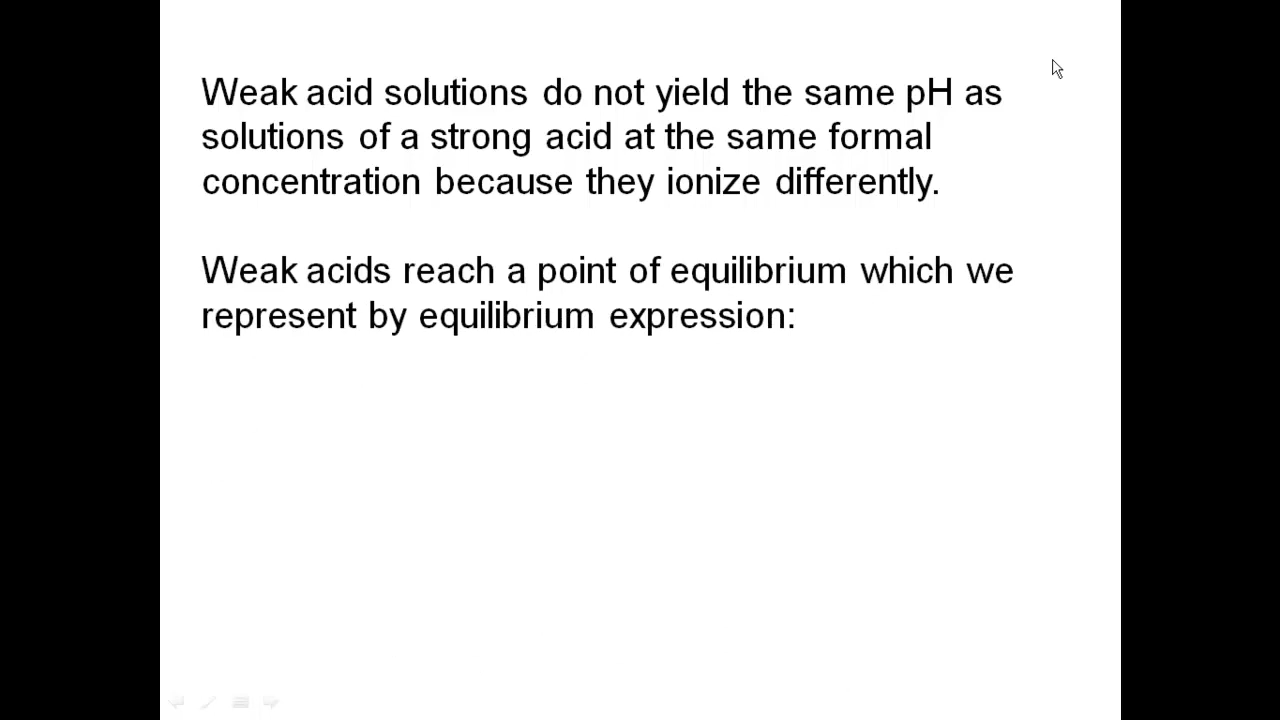 Weak acid solutions do not yield the same pH as
solutions of a strong acid at the same formal
concentration because they ionize differently.
Weak acids reach a point of equilibrium which we
represent by equilibrium expression: